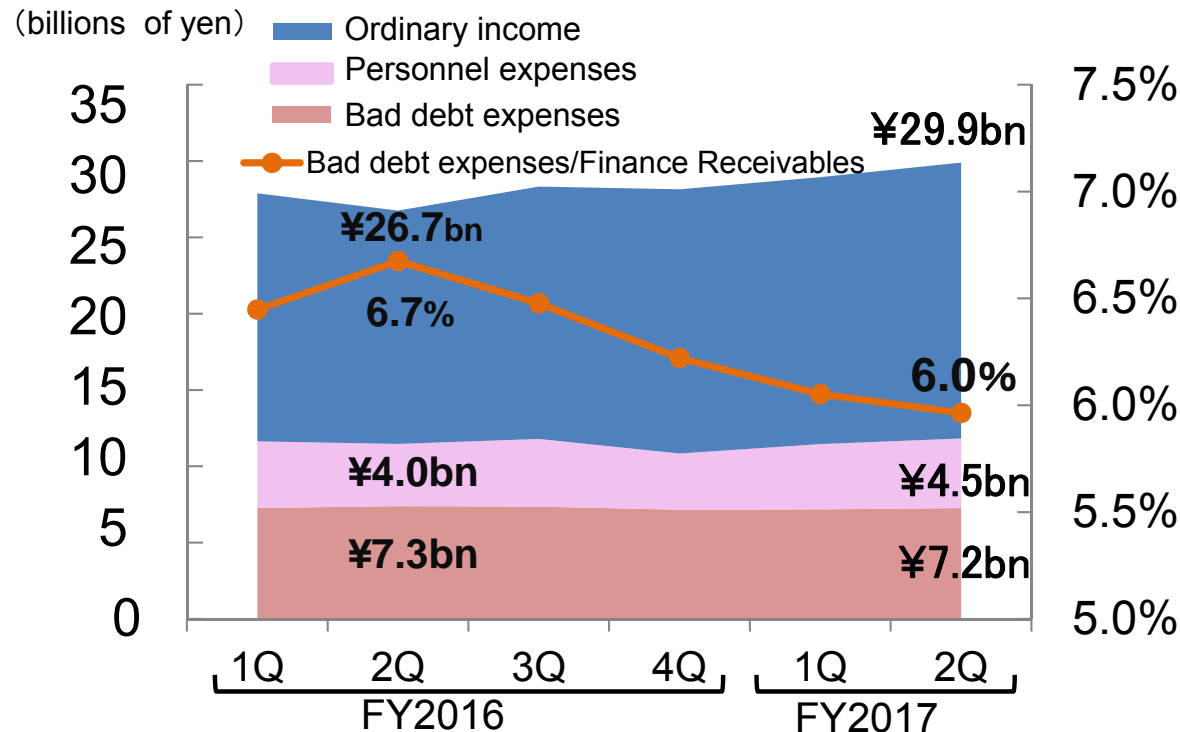 （billions of yen）
Ordinary income
Personnel expenses
Bad debt expenses
Bad debt expenses/Finance Receivables
35
30
25
20
15
10
5
0
7.5%
7.0%
6.5%
6.0%
5.5%
5.0%
¥29.9bn
¥26.7bn
6.7%
6.0%
¥4.0bn
¥4.5bn
¥7.3bn
¥7.2bn
1Q 2Q 3Q 4Q 1Q 2Q
FY2016 FY2017